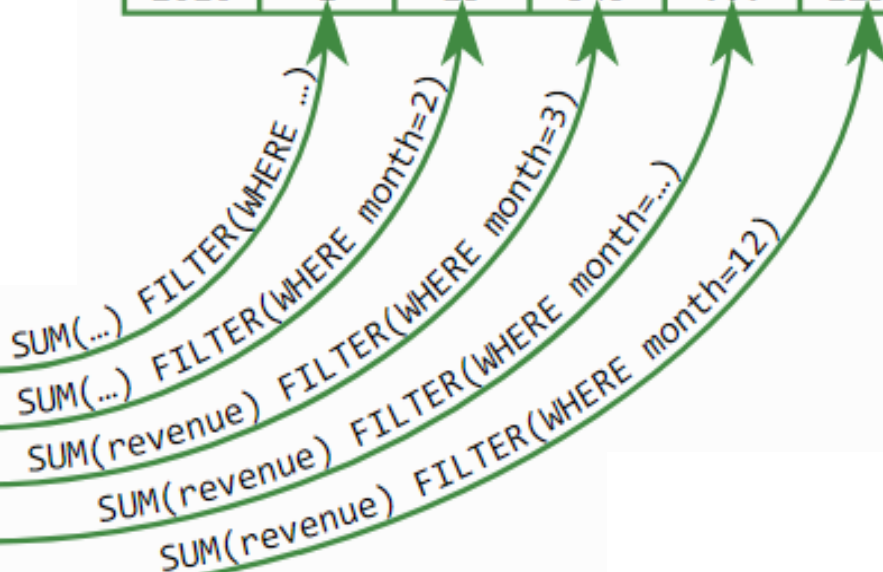 SUM(…) FILTER(WHERE …)
SUM(…) FILTER(WHERE month=2)
SUM(revenue) FILTER(WHERE month=3)
SUM(revenue) FILTER(WHERE month=…)
SUM(revenue) FILTER(WHERE month=12)